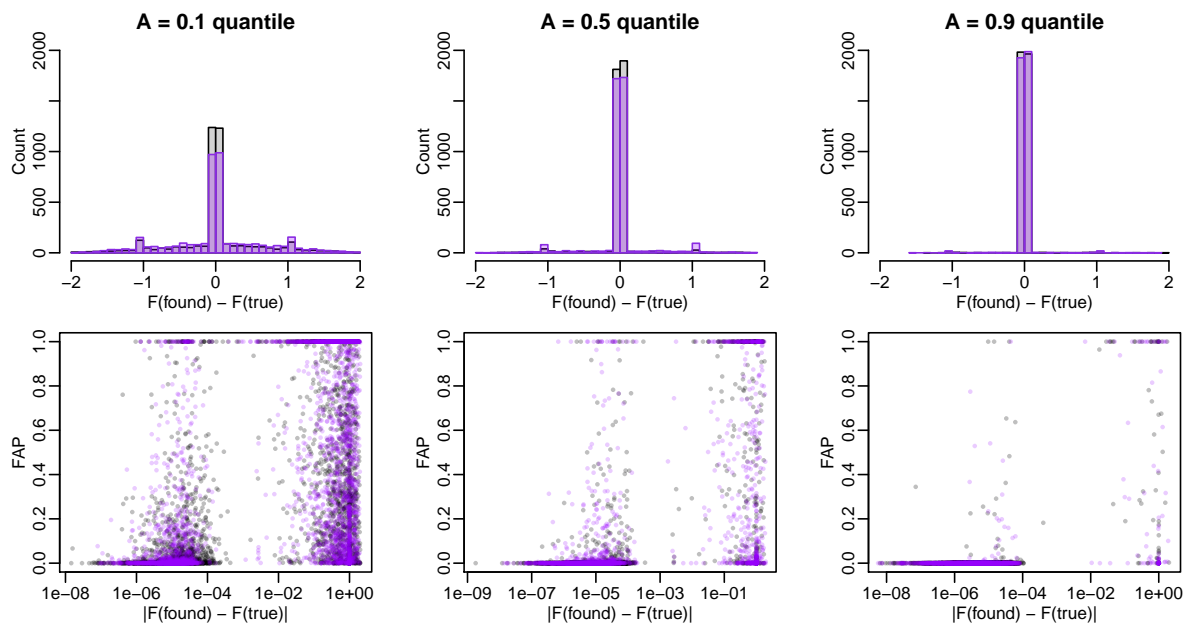 A = 0.1 quantile
A = 0.5 quantile
A = 0.9 quantile
Count
0
500
1000
2000
−2
−1
0
1
2
F(found) − F(true)
Count
0
500
1000
2000
−2
−1
0
1
2
F(found) − F(true)
Count
0
500
1000
2000
−2
−1
0
1
2
F(found) − F(true)
FAP
0.0
0.2
0.4
0.6
0.8
1.0
1e−08
1e−06
1e−04
1e−02
1e+00
|F(found) − F(true)|
FAP
0.0
0.2
0.4
0.6
0.8
1.0
1e−09
1e−07
1e−05
1e−03
1e−01
|F(found) − F(true)|
FAP
0.0
0.2
0.4
0.6
0.8
1.0
1e−08
1e−06
1e−04
1e−02
1e+00
|F(found) − F(true)|